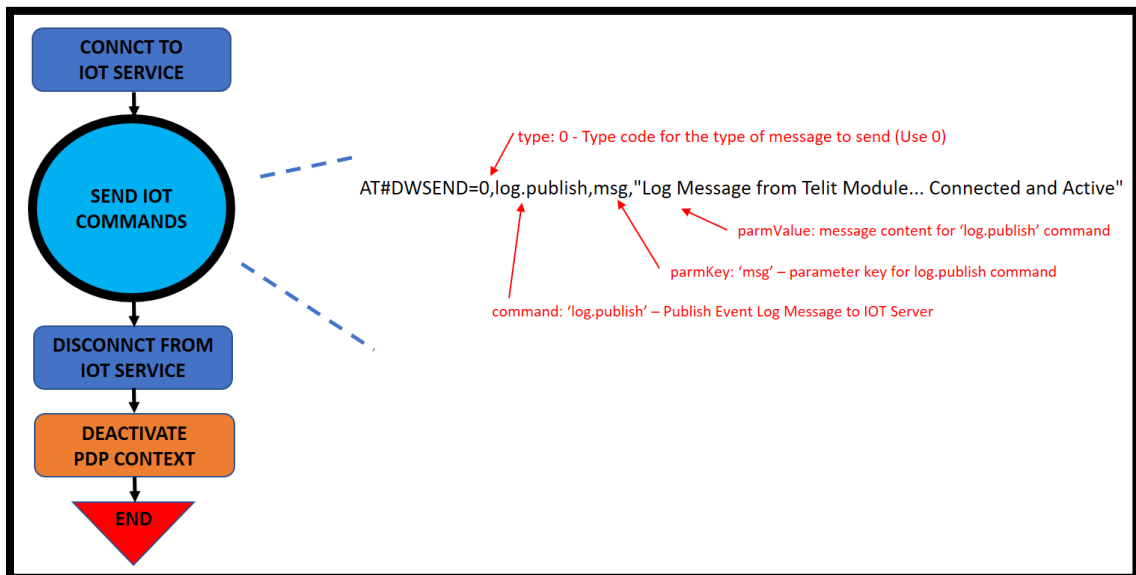 CONNCT TO
IOT SERVICE
SEND IOT
COMMANDS
DISCONNCT FROM
IOT SERVICE
DEACTIVATE
PDP CONTEXT
END
type: 0 - Type code for the type of message to send (Use 0)
AT#DWSEND=0,log.publish,msg,"Log Message from Telit Module... Connected and Active"
parmValue: message content for ‘log.publish’ command
parmKey: ‘msg’ – parameter key for log.publish command
command: ‘log.publish’ – Publish Event Log Message to IOT Server